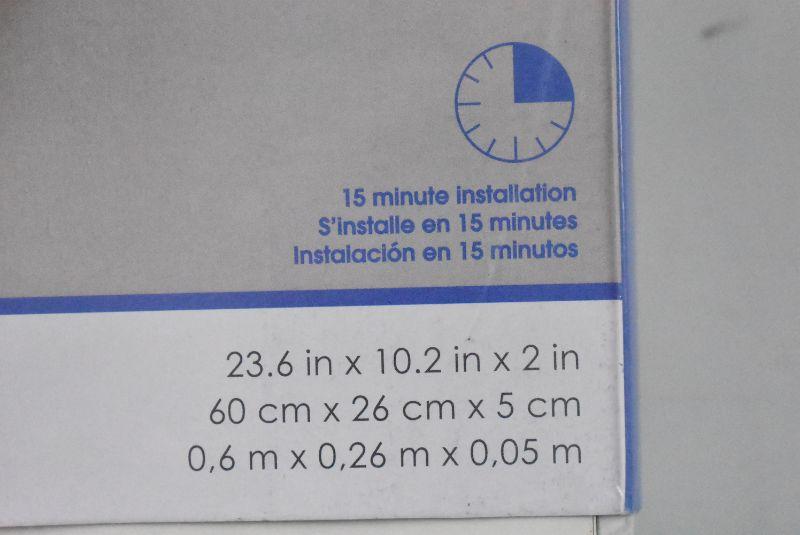 15 minute installation
S'installe en 15 minutes
Instalación en 15 minutos
23.6 in x 10.2 in x 2 in
60 cm x 26 cm x 5 cm
0,6 m x 0,26 m x 0,05 m